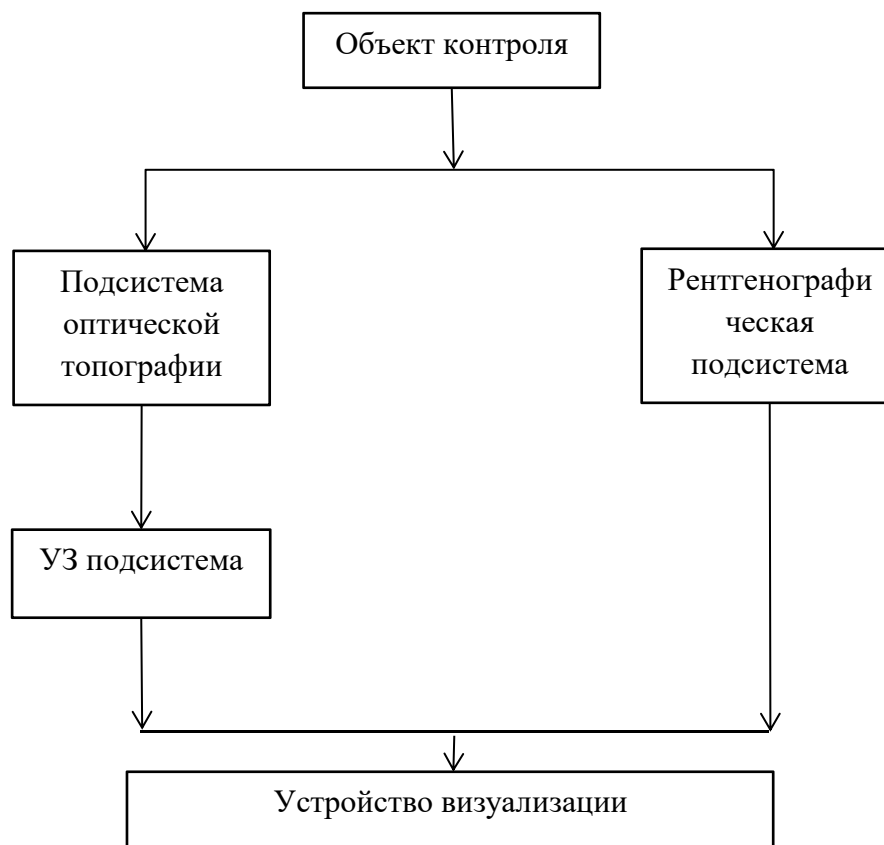 Объект контроля
Подсистема
оптической
топографии
Рентгенографи
ческая
подсистема
УЗ подсистема
Устройство визуализации